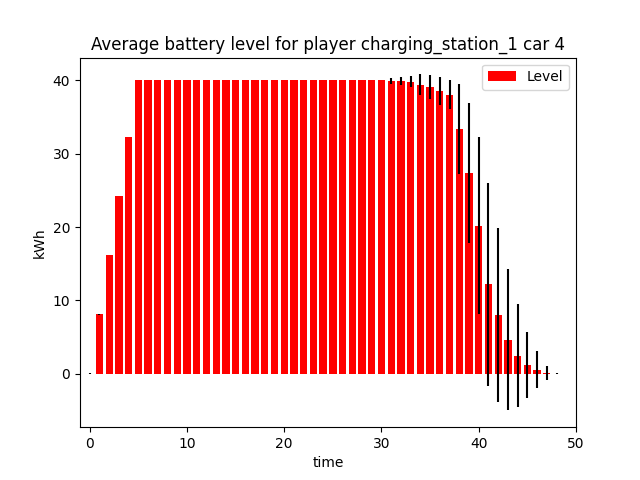 Average battery level for player charging_station_1 car 4
Level
40
30
20
10
0
kWh
0 10 20 30 40 50
time